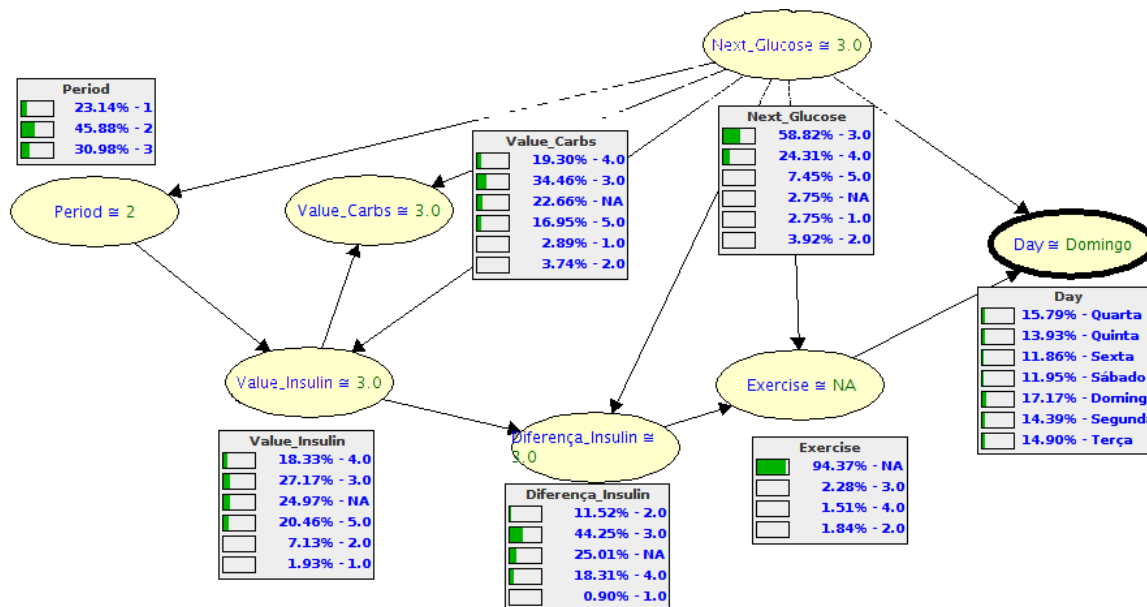 Next_Glucose ≅ 3.0
Period
23.14% - 1
45.88% - 2
30.98% - 3
Next_Glucose
58.82% - 3.0
24.31% - 4.0
7.45% - 5.0
2.75% - NA
2.75% - 1.0
3.92% - 2.0
Value_Carbs
19.30% - 4.0
34.46% - 3.0
22.66% - NA
16.95% - 5.0
2.89% - 1.0
3.74% - 2.0
Period ≅ 2
Value_Carbs ≅ 3.0
Day ≅ Domingo
Day
15.79% - Quarta
13.93% - Quinta
11.86% - Sexta
11.95% - Sábado
17.17% - Doming
14.39% - Segunda
14.90% - Terça
Value_Insulin ≅ 3.0
Exercise ≅ NA
Diferença_Insulin ≅
3.0
Value_Insulin
18.33% - 4.0
27.17% - 3.0
24.97% - NA
20.46% - 5.0
7.13% - 2.0
1.93% - 1.0
Exercise
94.37% - NA
2.28% - 3.0
1.51% - 4.0
1.84% - 2.0
Diferença_Insulin
11.52% - 2.0
44.25% - 3.0
25.01% - NA
18.31% - 4.0
0.90% - 1.0